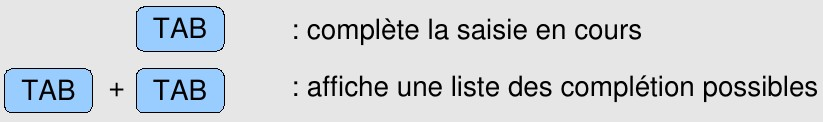 TAB : complète la saisie en cours
TAB + TAB : affiche une liste des complétion possibles